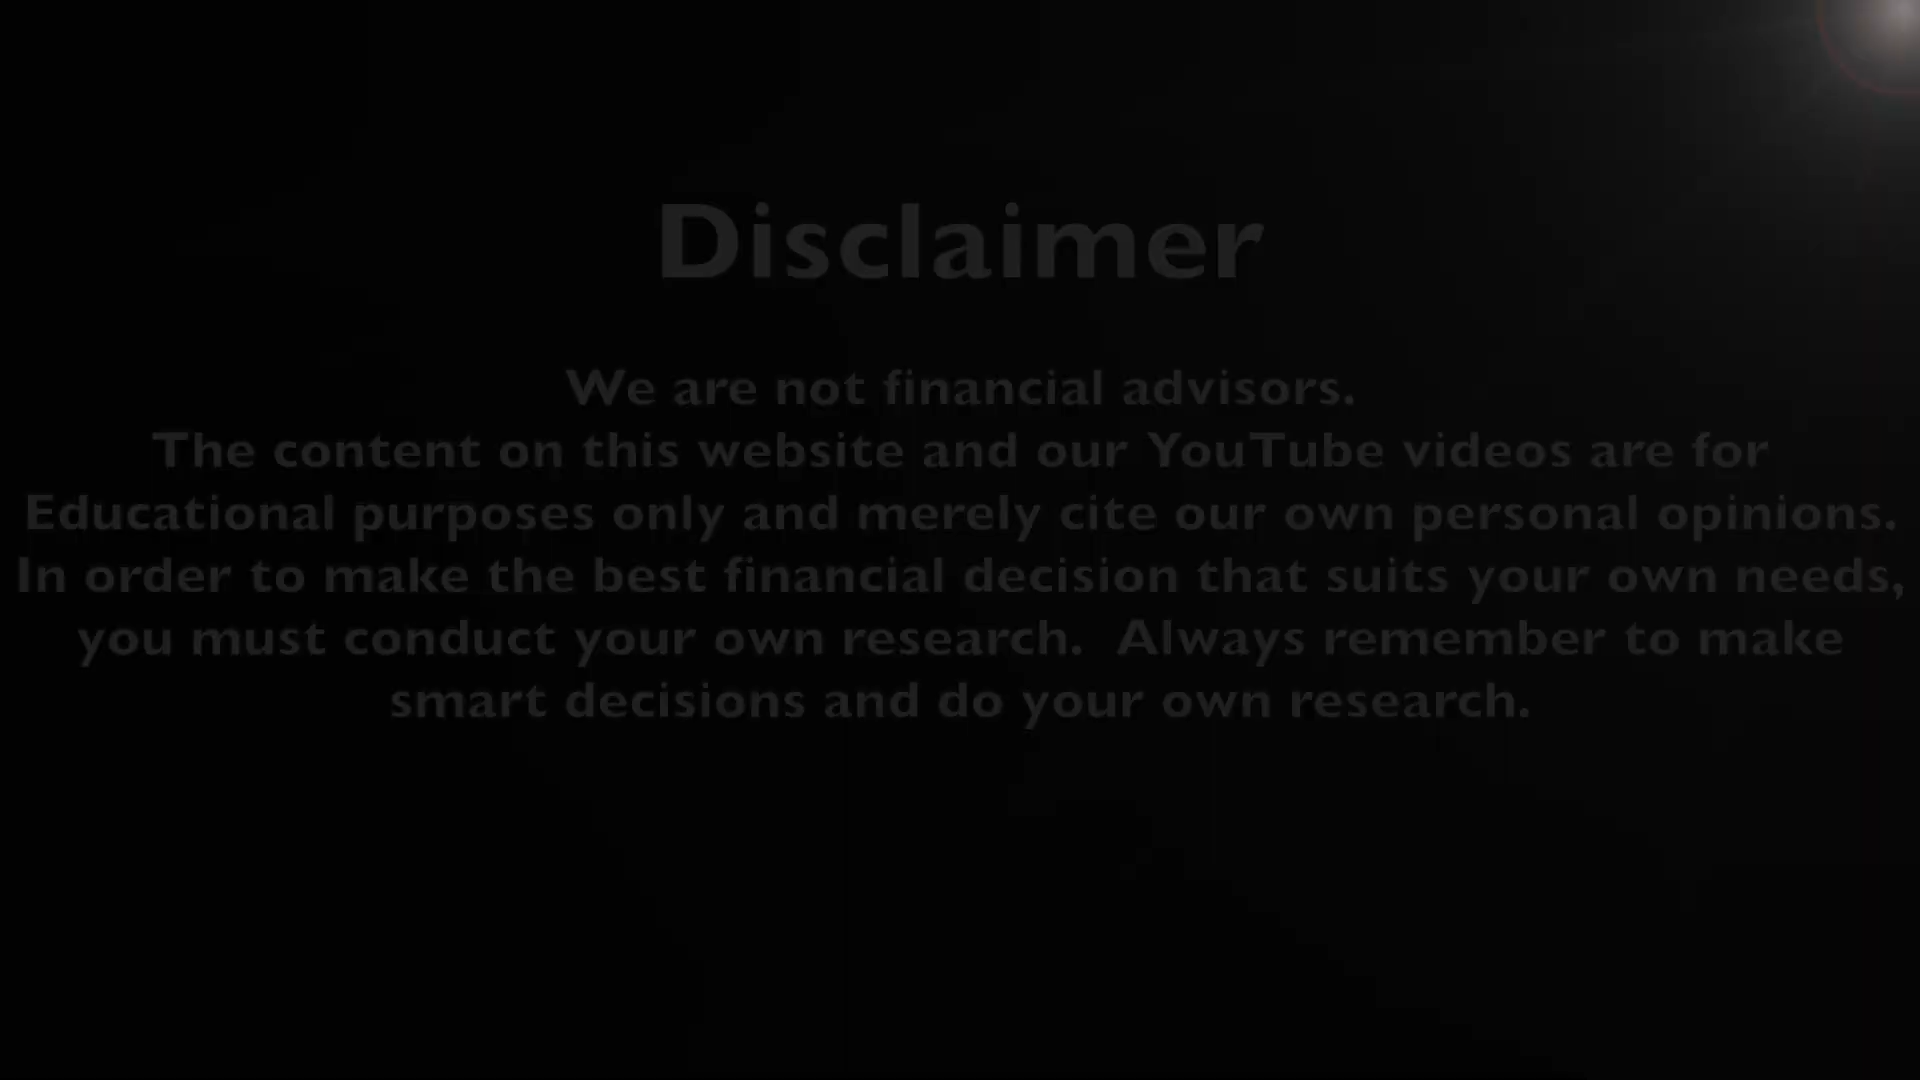 Disclaimer
We are not financial advisors.
The content on this website and our YouTube videos are for
Educational purposes only and merely cite our own personal opinions.
In order to make the best financial decision that suits your own needs,
you must conduct your own research.  Always remember to make
smart decisions and do your own research.